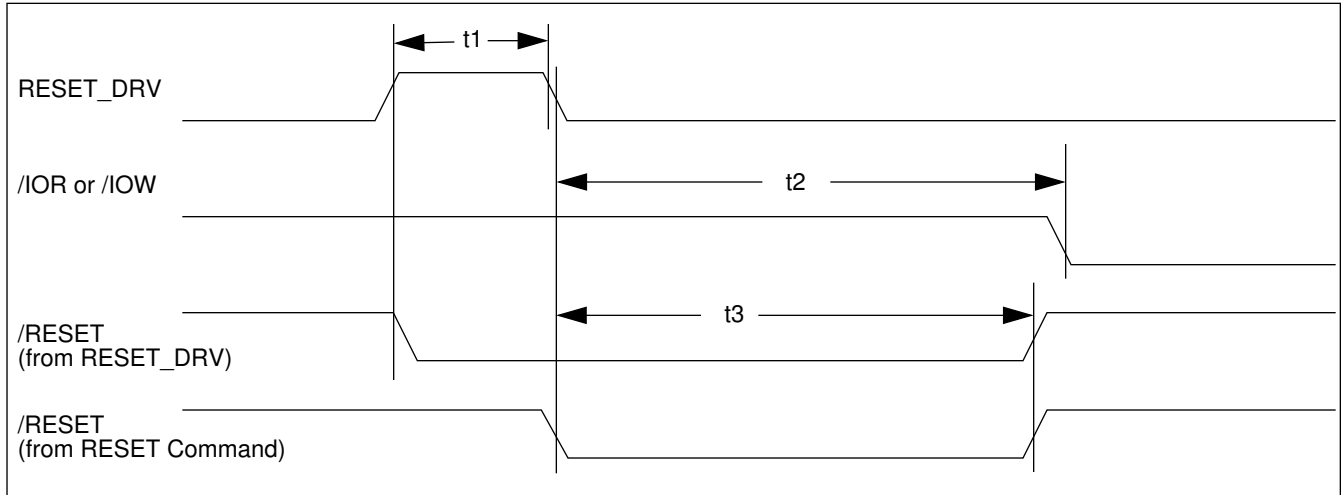 t1
RESET_DRV
/IOR or /IOW
t2
t3
/RESET
(from RESET_DRV)
/RESET
(from RESET Command)